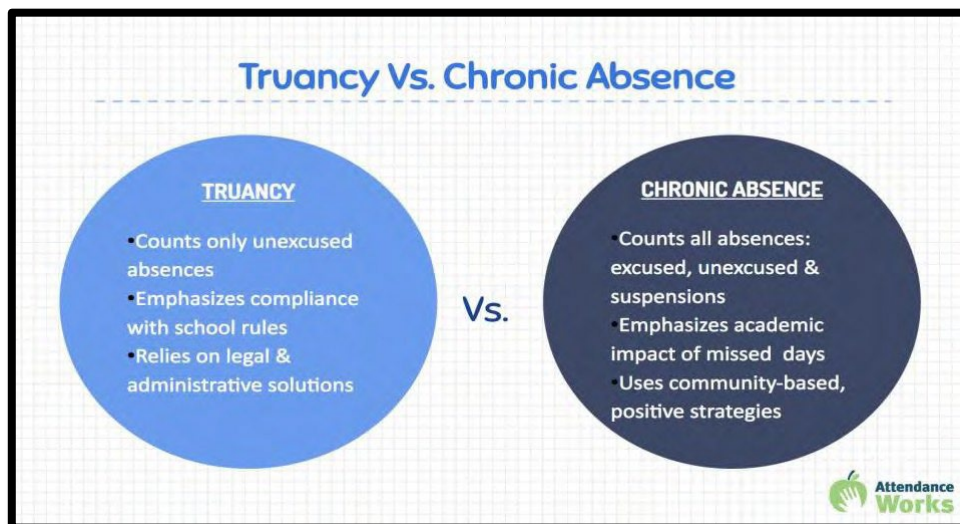 Truancy Vs. Chronic Absence
TRUANCY
•Counts only unexcused
absences
•Emphasizes compliance
with school rules
•Relies on legal &
administrative solutions
Vs.
CHRONIC ABSENCE
•Counts all absences:
excused, unexcused &
suspensions
•Emphasizes academic
impact of missed days
•Uses community-based,
positive strategies
Attendance
Works